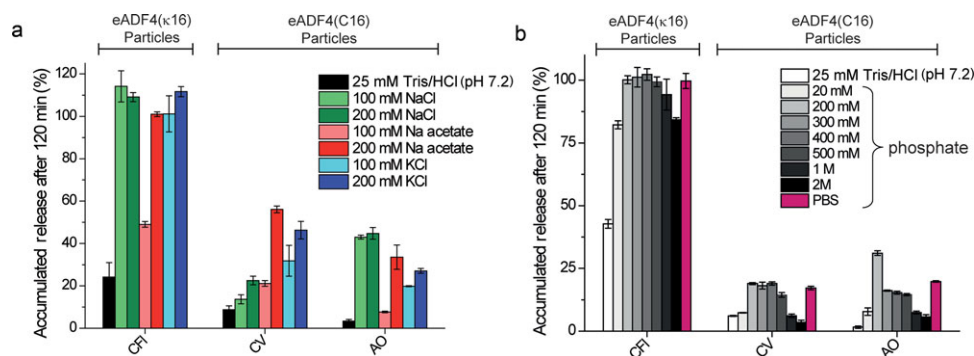 a
eADF4(κ16)
Particles
eADF4(C16)
Particles
Accumulated release after 120 min (%)
120
100
80
60
40
20
0
25 mM Tris/HCl (pH 7.2)
100 mM NaCl
200 mM NaCl
100 mM Na acetate
200 mM Na acetate
100 mM KCl
200 mM KCl
CFl
CV
AO
b
eADF4(κ16)
Particles
eADF4(C16)
Particles
Accumulated release after 120 min (%)
100
75
50
25
0
25 mM Tris/HCl (pH 7.2)
20 mM
200 mM
300 mM
400 mM
500 mM
1 M
2M
PBS
phosphate
CFl
CV
AO